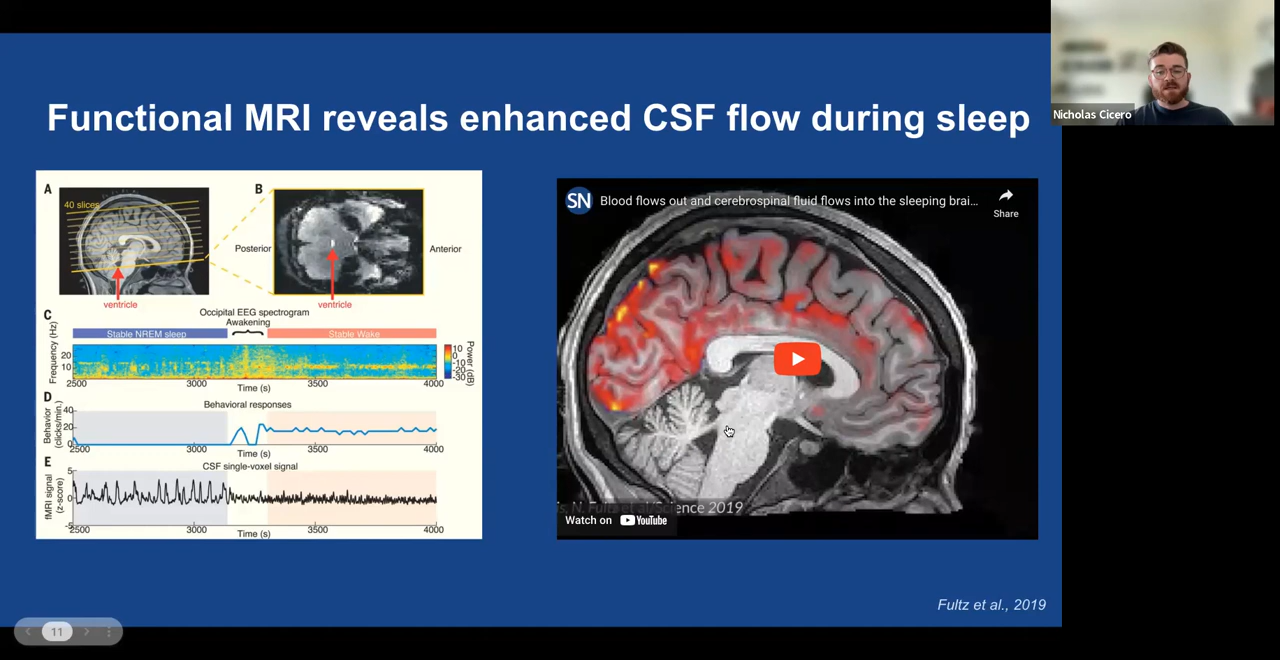 Functional MRI reveals enhanced CSF flow during sleep
Nicholas Cicero
A
B
40 slices
Posterior
Anterior
ventricle
ventricle
C
Occipital EEG spectrogram
Awakening
Stable NREM sleep
Stable Wake
Frequency (Hz)
20
10
10
0
-10
-20
-30
Power (dB)
2500
3000
3500
4000
Time (s)
D
Behavioral responses
Behavior
(clicks/min.)
40
20
0
2500
3000
3500
4000
Time (s)
E
CSF single-voxel signal
fMRI signal
(z-score)
5
0
-5
2500
3000
3500
4000
Time (s)
SN
Blood flows out and cerebrospinal fluid flows into the sleeping brai...
Share
s, N. Fultz et al/Science 2019
Watch on YouTube
Fultz et al., 2019
11